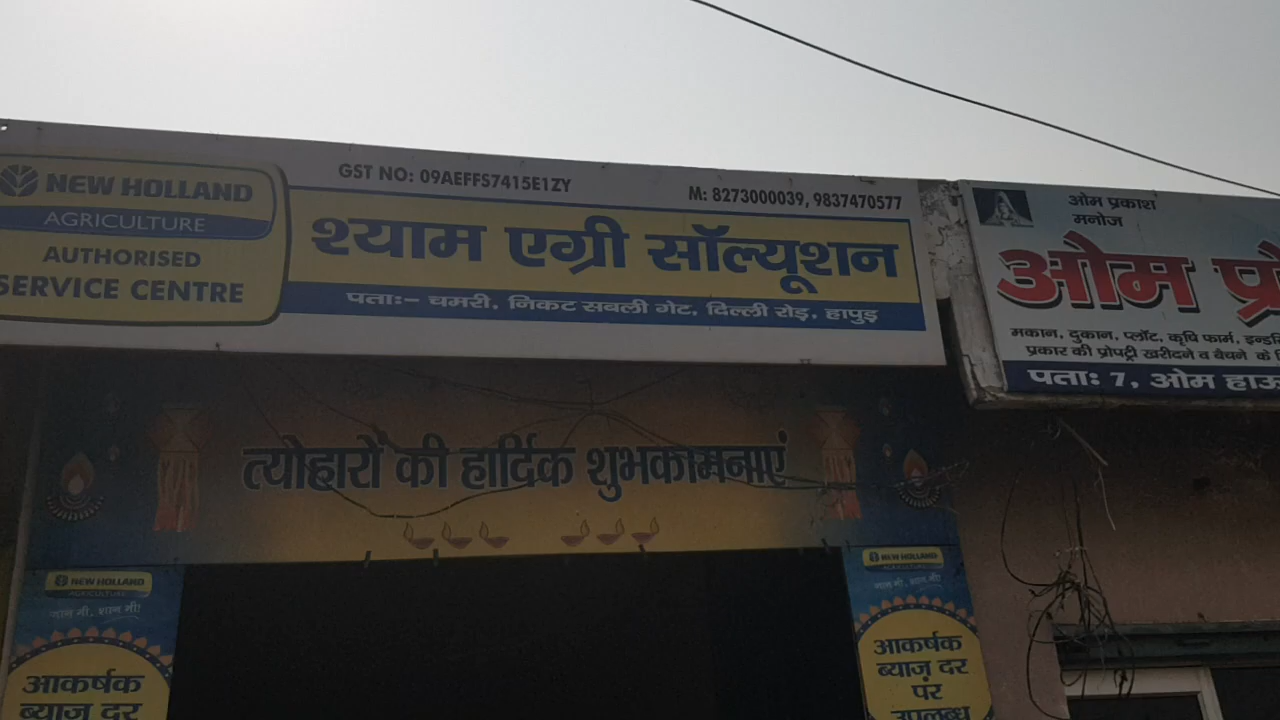 NEW HOLLAND
AGRICULTURE
AUTHORISED
SERVICE CENTRE
GST NO: 09AEFFS7415E1ZY
M: 8273000039, 9837470577
श्याम एग्री सॉल्यूशन
पताः- चमरी, निकट सबली गेट, दिल्ली रोड़, हापुड़
ओम प्रकाश
मनोज
ओम
मकान, दुकान, प्लॉट, कृषि फार्म,
प्रकार की प्रोपट्री खरीदने व बैचने के
पताः 7, ओम
त्योहारों की हार्दिक शुभकामनाएं
NEW HOLLAND
AGRICULTURE
शान भी!
आकर्षक
ब्याज दर
NEW HOLLAND
AGRICULTURE
आकर्षक
ब्याज दर
पर
उपलब्ध